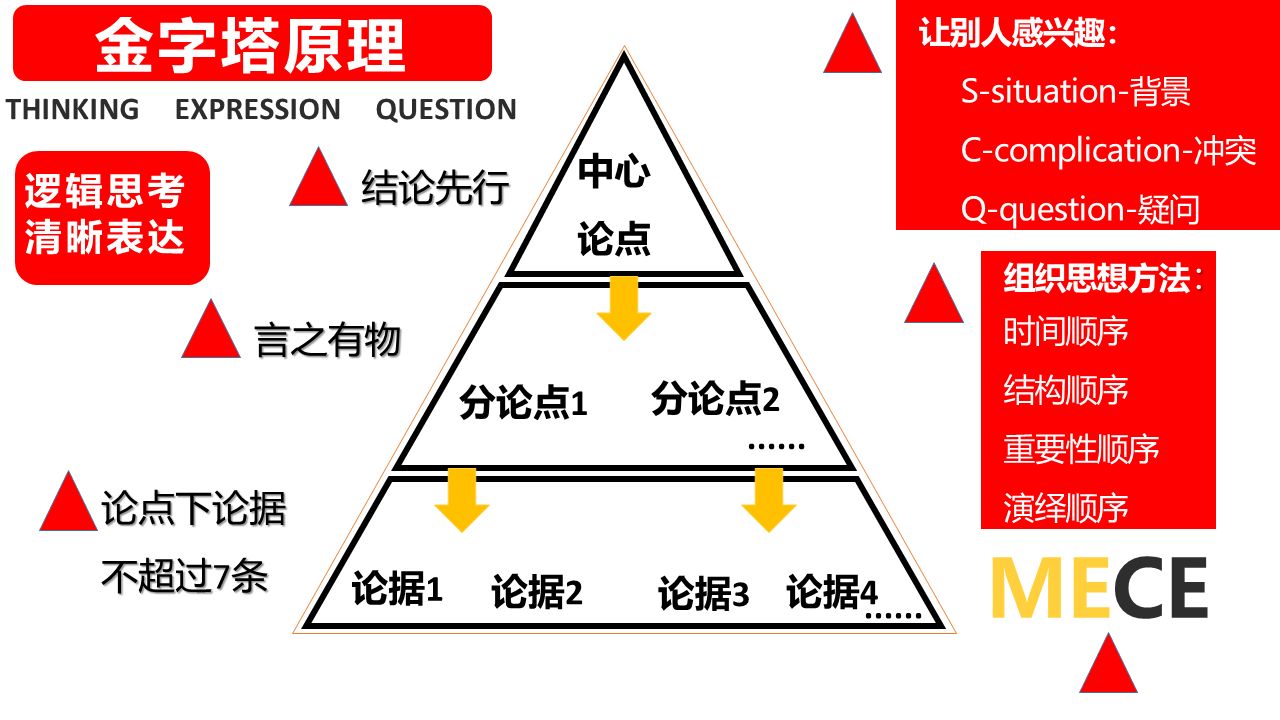 金字塔原理
THINKING EXPRESSION QUESTION
逻辑思考
清晰表达
结论先行
言之有物
论点下论据
不超过7条
中心
论点
分论点1
分论点2
……
论据1
论据2
论据3
论据4
……
让别人感兴趣：
S-situation-背景
C-complication-冲突
Q-question-疑问
组织思想方法：
时间顺序
结构顺序
重要性顺序
演绎顺序
MECE